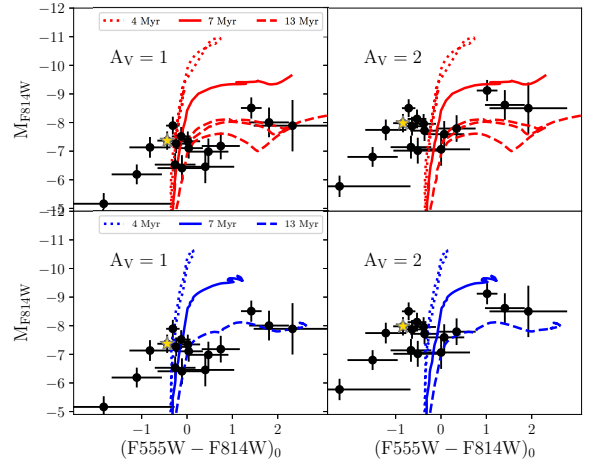 4 Myr 7 Myr 13 Myr
A_V = 1
A_V = 2
M_F814W
−12
−11
−10
−9
−8
−7
−6
−5
4 Myr 7 Myr 13 Myr
A_V = 1
A_V = 2
M_F814W
−12
−11
−10
−9
−8
−7
−6
−5
−1 0 1 2
−1 0 1 2
(F555W − F814W)_0
(F555W − F814W)_0